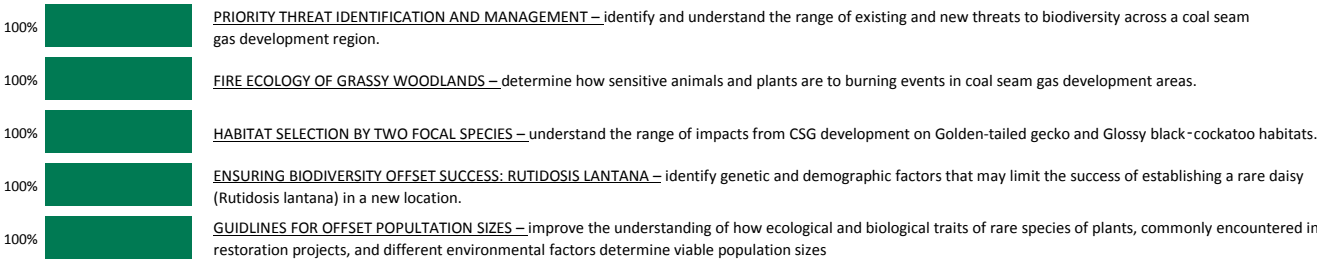 100% PRIORITY THREAT IDENTIFICATION AND MANAGEMENT – identify and understand the range of existing and new threats to biodiversity across a coal seam
gas development region.
100% FIRE ECOLOGY OF GRASSY WOODLANDS – determine how sensitive animals and plants are to burning events in coal seam gas development areas.
100% HABITAT SELECTION BY TWO FOCAL SPECIES – understand the range of impacts from CSG development on Golden-tailed gecko and Glossy black-cockatoo habitats.
100% ENSURING BIODIVERSITY OFFSET SUCCESS: RUTIDOSIS LANTANA – identify genetic and demographic factors that may limit the success of establishing a rare daisy
(Rutidosis lantana) in a new location.
100% GUIDLINES FOR OFFSET POPULTATION SIZES – improve the understanding of how ecological and biological traits of rare species of plants, commonly encountered in
restoration projects, and different environmental factors determine viable population sizes